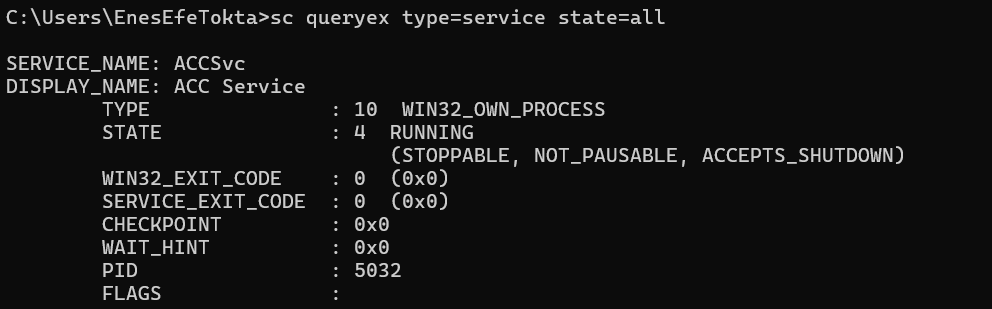 C:\Users\EnesEfeTokta>sc queryex type=service state=all
SERVICE_NAME: ACCSvc
DISPLAY_NAME: ACC Service
        TYPE               : 10  WIN32_OWN_PROCESS
        STATE              : 4  RUNNING
                                (STOPPABLE, NOT_PAUSABLE, ACCEPTS_SHUTDOWN)
        WIN32_EXIT_CODE    : 0  (0x0)
        SERVICE_EXIT_CODE  : 0  (0x0)
        CHECKPOINT         : 0x0
        WAIT_HINT          : 0x0
        PID                : 5032
        FLAGS              :